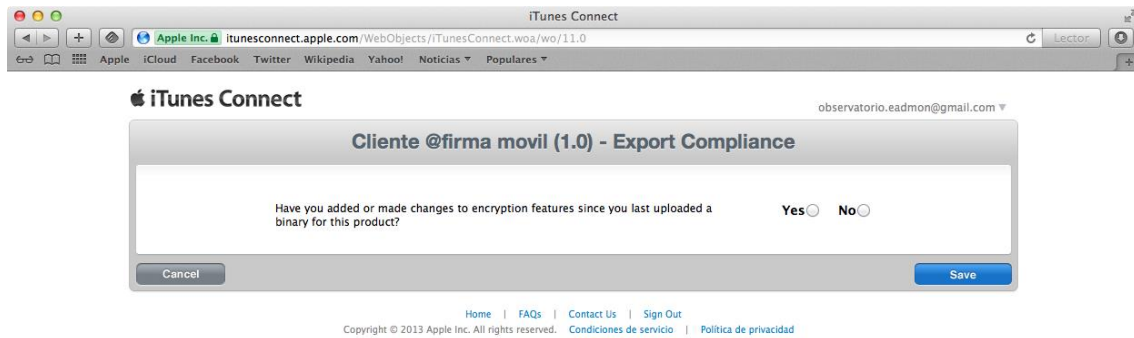 iTunes Connect
Apple Inc. itunesconnect.apple.com/WebObjects/iTunesConnect.woa/wo/11.0
Lector
Apple iCloud Facebook Twitter Wikipedia Yahoo! Noticias Populares
iTunes Connect
observatorio.eadmon@gmail.com
Cliente @firma movil (1.0) - Export Compliance
Have you added or made changes to encryption features since you last uploaded a
binary for this product?
Yes No
Cancel
Save
Home | FAQs | Contact Us | Sign Out
Copyright © 2013 Apple Inc. All rights reserved. Condiciones de servicio | Política de privacidad